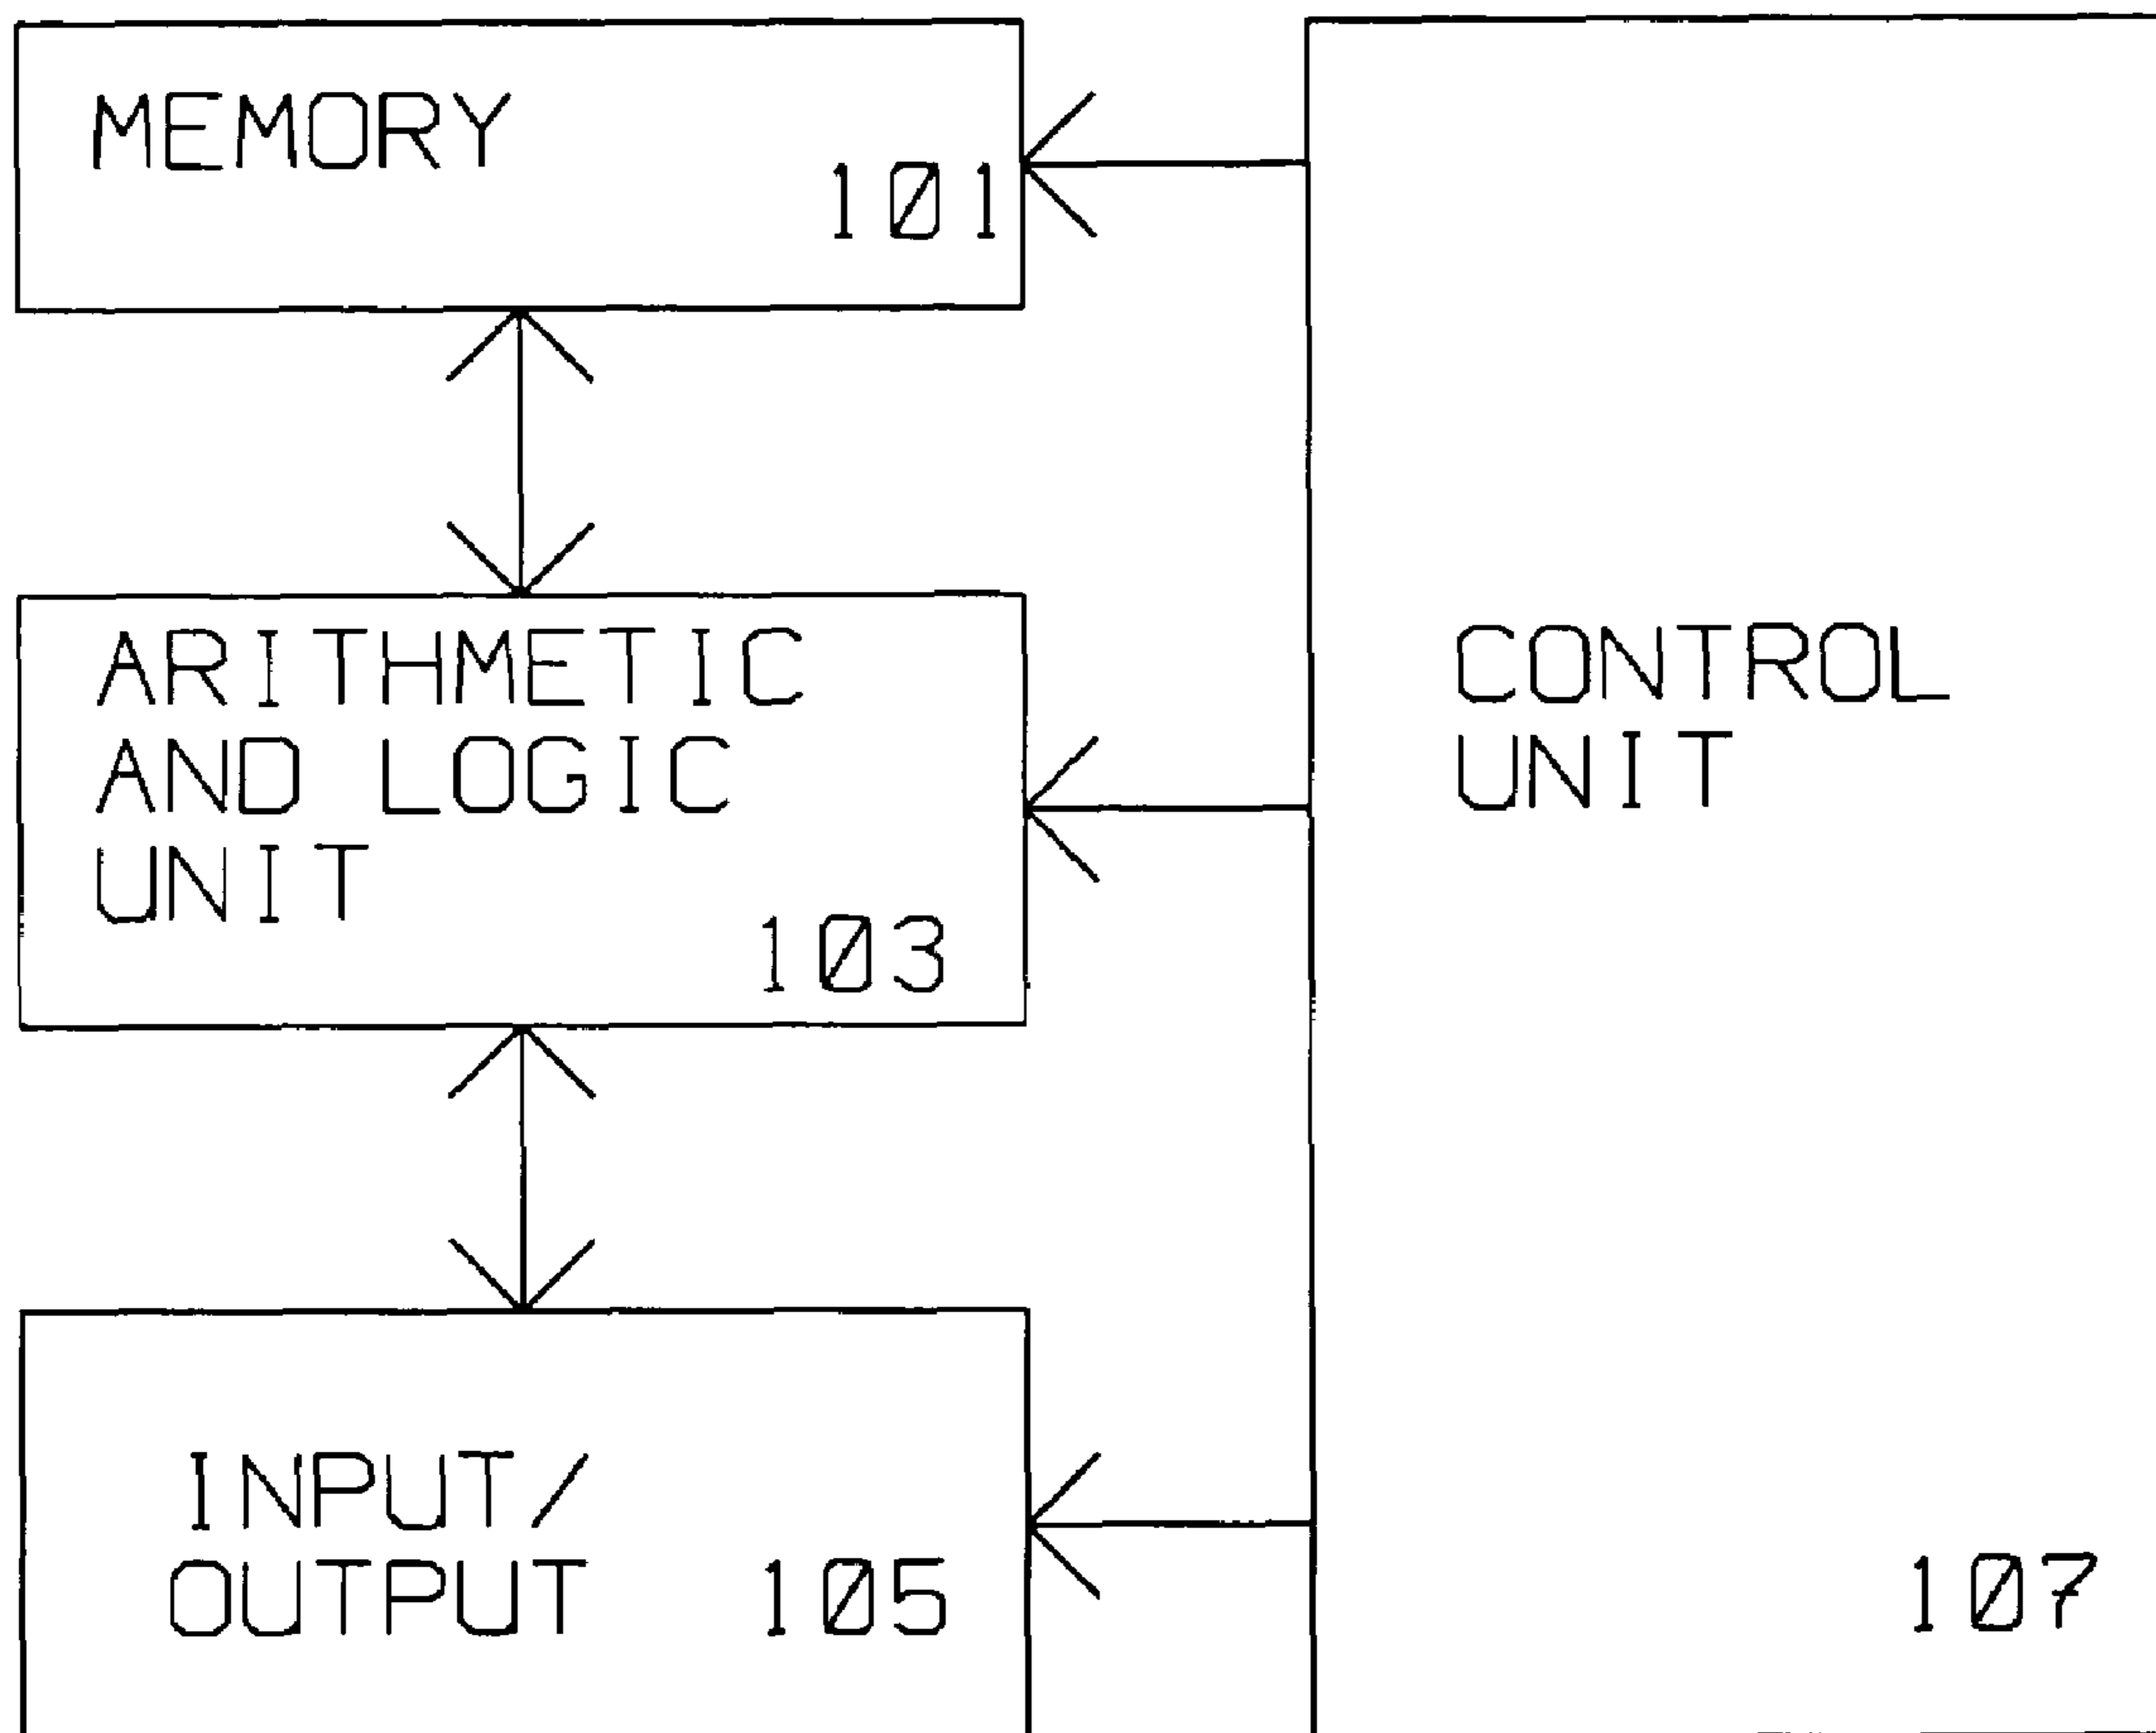 MEMORY
101
ARITHMETIC
AND LOGIC
UNIT
103
INPUT/
OUTPUT 105
CONTROL
UNIT
107